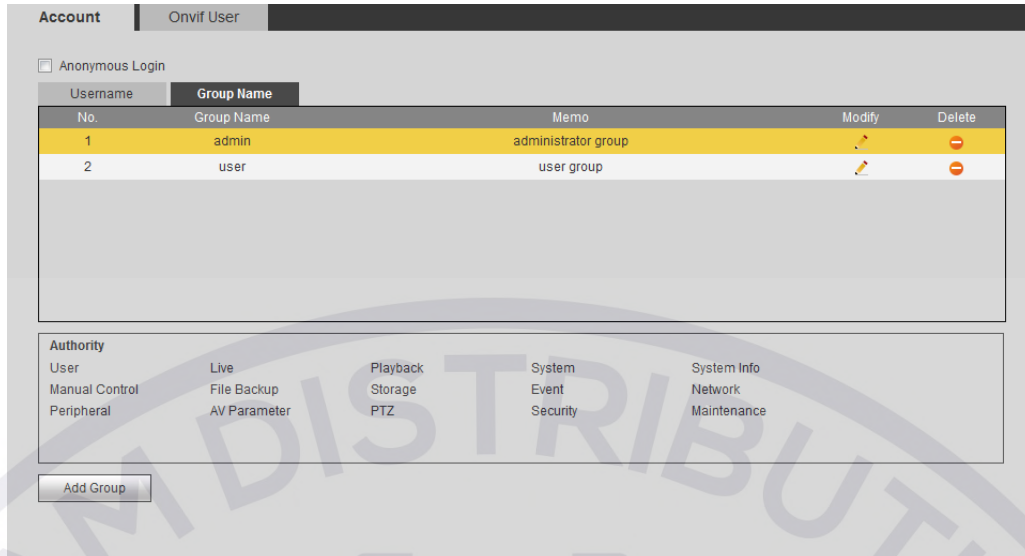 Account Onvif User
Anonymous Login
Username Group Name
No. Group Name Memo Modify Delete
1 admin administrator group
2 user user group
Authority
User Live Playback System System Info
Manual Control File Backup Storage Event Network
Peripheral AV Parameter PTZ Security Maintenance
Add Group
DISTRIBUT